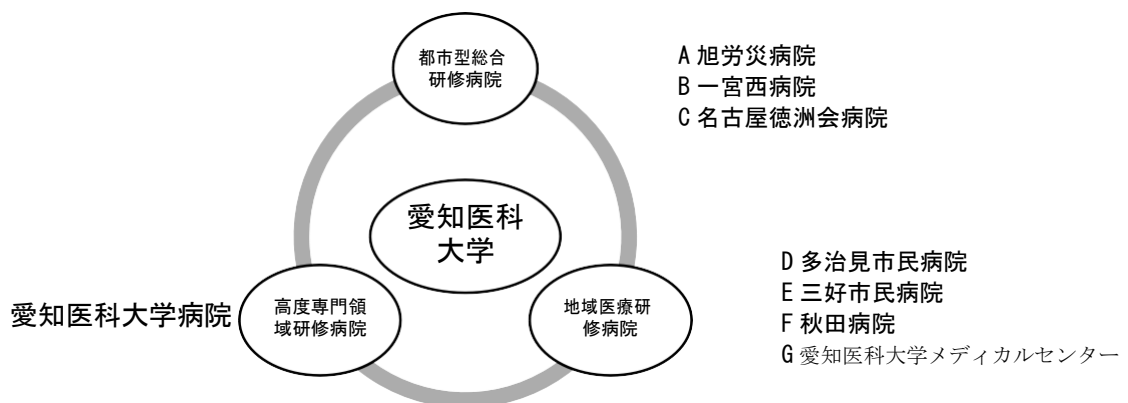 都市型総合
研修病院
A 旭労災病院
B 一宮西病院
C 名古屋徳洲会病院
愛知医科
大学
愛知医科大学病院
高度専門領
域研修病院
地域医療研
修病院
D 多治見市民病院
E 三好市民病院
F 秋田病院
G 愛知医科大学メディカルセンター